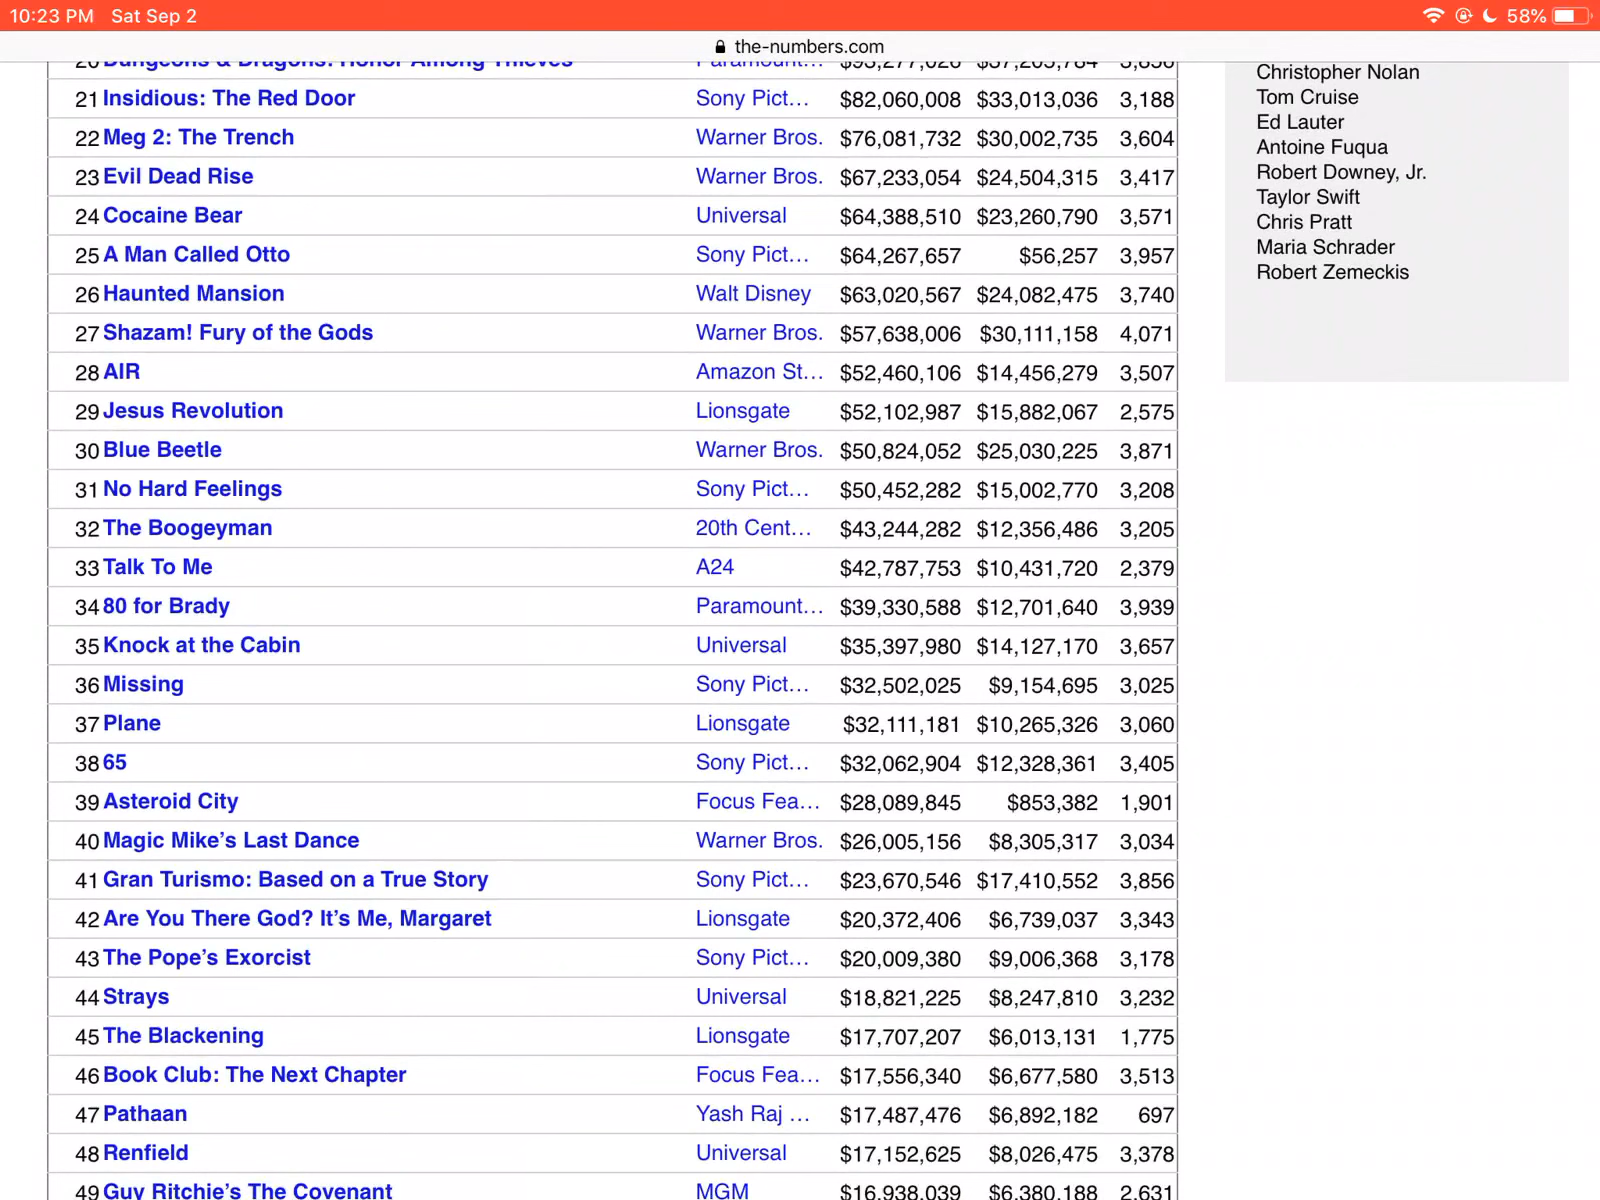 10:23 PM Sat Sep 2 58%
the-numbers.com
20 Dungeons & Dragons: Honor Among Thieves Paramount… $93,277,026 $37,205,784 3,856
21 Insidious: The Red Door Sony Pict… $82,060,008 $33,013,036 3,188
22 Meg 2: The Trench Warner Bros. $76,081,732 $30,002,735 3,604
23 Evil Dead Rise Warner Bros. $67,233,054 $24,504,315 3,417
24 Cocaine Bear Universal $64,388,510 $23,260,790 3,571
25 A Man Called Otto Sony Pict… $64,267,657 $56,257 3,957
26 Haunted Mansion Walt Disney $63,020,567 $24,082,475 3,740
27 Shazam! Fury of the Gods Warner Bros. $57,638,006 $30,111,158 4,071
28 AIR Amazon St… $52,460,106 $14,456,279 3,507
29 Jesus Revolution Lionsgate $52,102,987 $15,882,067 2,575
30 Blue Beetle Warner Bros. $50,824,052 $25,030,225 3,871
31 No Hard Feelings Sony Pict… $50,452,282 $15,002,770 3,208
32 The Boogeyman 20th Cent… $43,244,282 $12,356,486 3,205
33 Talk To Me A24 $42,787,753 $10,431,720 2,379
34 80 for Brady Paramount… $39,330,588 $12,701,640 3,939
35 Knock at the Cabin Universal $35,397,980 $14,127,170 3,657
36 Missing Sony Pict… $32,502,025 $9,154,695 3,025
37 Plane Lionsgate $32,111,181 $10,265,326 3,060
38 65 Sony Pict… $32,062,904 $12,328,361 3,405
39 Asteroid City Focus Fea… $28,089,845 $853,382 1,901
40 Magic Mike’s Last Dance Warner Bros. $26,005,156 $8,305,317 3,034
41 Gran Turismo: Based on a True Story Sony Pict… $23,670,546 $17,410,552 3,856
42 Are You There God? It’s Me, Margaret Lionsgate $20,372,406 $6,739,037 3,343
43 The Pope’s Exorcist Sony Pict… $20,009,380 $9,006,368 3,178
44 Strays Universal $18,821,225 $8,247,810 3,232
45 The Blackening Lionsgate $17,707,207 $6,013,131 1,775
46 Book Club: The Next Chapter Focus Fea… $17,556,340 $6,677,580 3,513
47 Pathaan Yash Raj … $17,487,476 $6,892,182 697
48 Renfield Universal $17,152,625 $8,026,475 3,378
49 Guy Ritchie’s The Covenant MGM $16,938,039 $6,380,188 2,631
Christopher Nolan
Tom Cruise
Ed Lauter
Antoine Fuqua
Robert Downey, Jr.
Taylor Swift
Chris Pratt
Maria Schrader
Robert Zemeckis